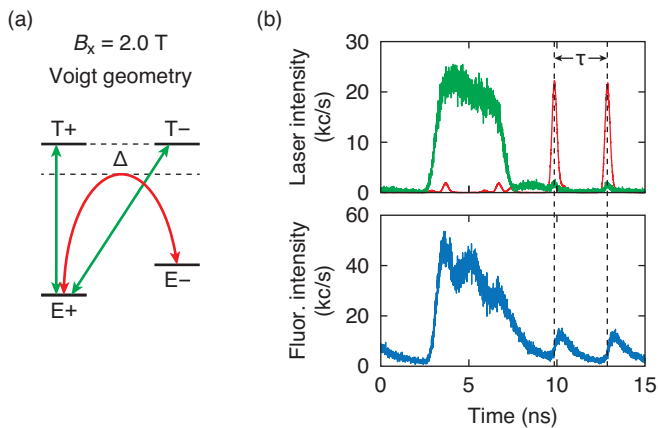 (a)
B_x = 2.0 T
Voigt geometry
T+
T−
Δ
E−
E+
(b)
Laser intensity
(kc/s)
30
20
10
0
τ
Fluor. intensity
(kc/s)
60
40
20
0
0
5
10
15
Time (ns)